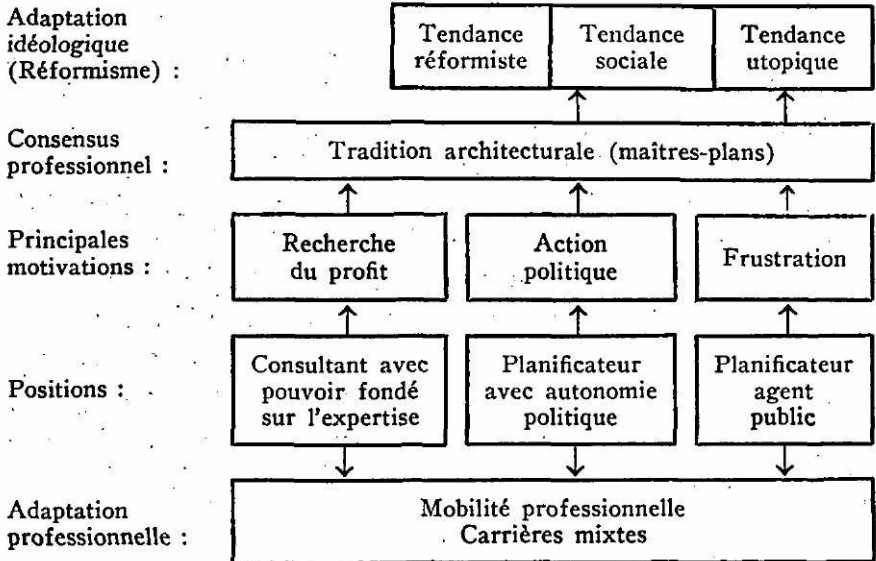 Adaptation
idéologique
(Réformisme) :
Tendance
réformiste
Tendance
sociale
Tendance
utopique
Consensus
professionnel :
Tradition architecturale (maîtres-plans)
Principales
motivations :
Recherche
du profit
Action
politique
Frustration
Positions :
Consultant avec
pouvoir fondé
sur l'expertise
Planificateur
avec autonomie
politique
Planificateur
agent
public
Adaptation
professionnelle :
Mobilité professionnelle
Carrières mixtes